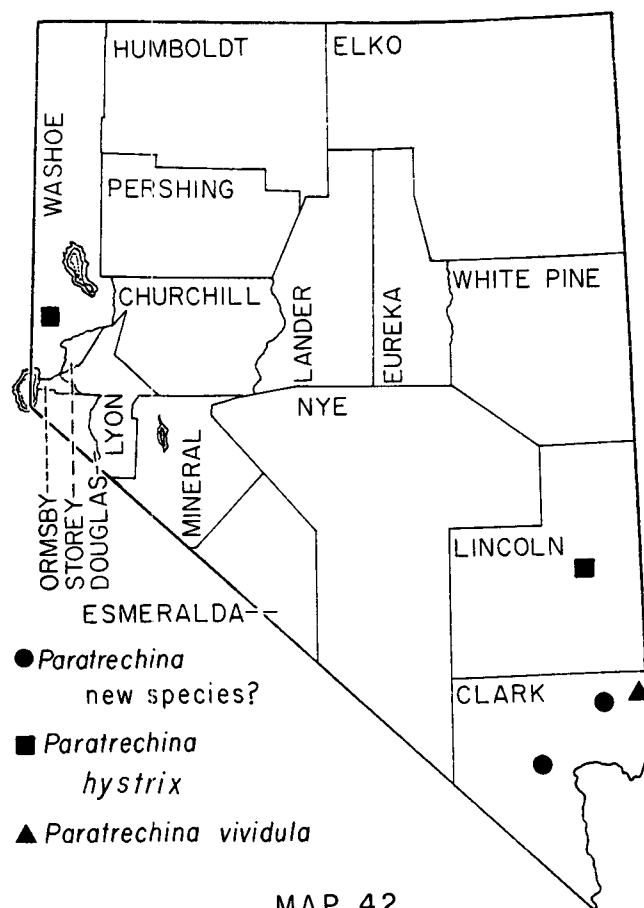 HUMBOLDT
ELKO
WASHOE
PERSHING
CHURCHILL
LANDER
EUREKA
WHITE PINE
NYE
LYON
MINERAL
ORMSBY
STOREY
DOUGLAS
LINCOLN
ESMERALDA
CLARK
Paratrechina
new species?
Paratrechina
hystrix
Paratrechina vividula
MAP 42